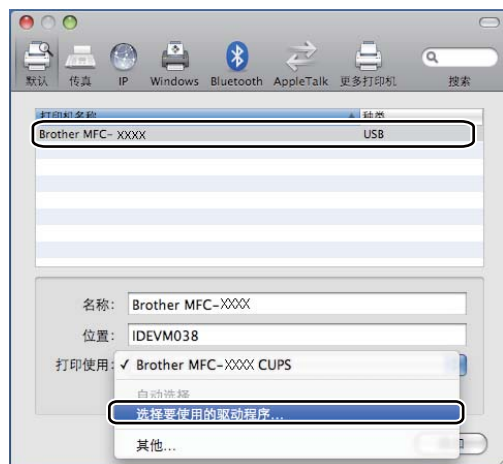 默认 传真 IP Windows Bluetooth AppleTalk 更多打印机 搜索
打印机名称 种类
Brother MFC- XXXX USB
名称: Brother MFC-XXXX
位置: IDEVM038
打印使用: ✓ Brother MFC-XXXX CUPS
自动选择
选择要使用的驱动程序...
其他...